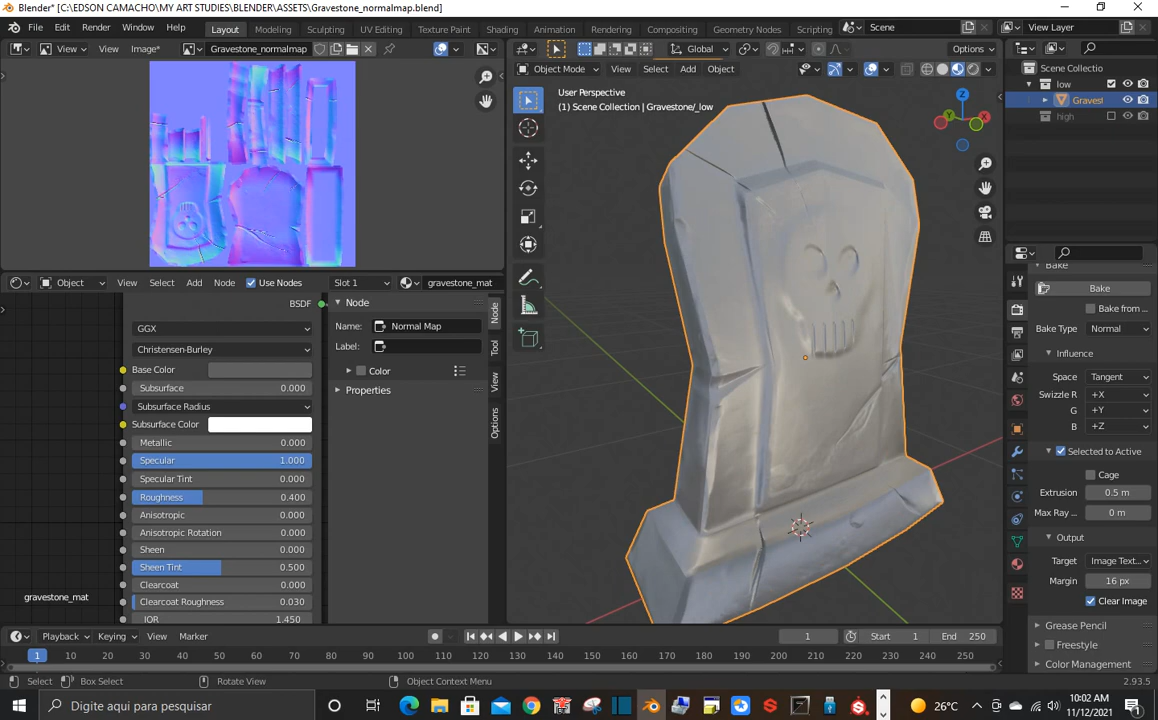 Blender* [C:\EDSON CAMACHO\MY ART STUDIES\BLENDER\ASSETS\Gravestone_normalmap.blend]
File Edit Render Window Help Layout Modeling Sculpting UV Editing Texture Paint Shading Animation Rendering Compositing Geometry Nodes Scripting Scene View Layer
View Image* Gravestone_normalmap Global Options
Object Mode View Select Add Object
Scene Collectio
low
Gravest
high
User Perspective
(1) Scene Collection | Gravestone/_low
Z
Y
X
Object View Select Add Node Use Nodes Slot 1 gravestone_mat
BSDF
GGX
Christensen-Burley
Base Color
Subsurface 0.000
Subsurface Radius
Subsurface Color
Metallic 0.000
Specular 1.000
Specular Tint 0.000
Roughness 0.400
Anisotropic 0.000
Anisotropic Rotation 0.000
Sheen 0.000
Sheen Tint 0.500
Clearcoat 0.000
Clearcoat Roughness 0.030
IOR 1.450
gravestone_mat
Node
Name: Normal Map
Label:
Color
Properties
Node
Tool
View
Options
Bake
Bake
Bake from ...
Bake Type Normal
Influence
Space Tangent
Swizzle R +X
G +Y
B +Z
Selected to Active
Cage
Extrusion 0.5 m
Max Ray ... 0 m
Output
Target Image Text...
Margin 16 px
Clear Image
Grease Pencil
Freestyle
Color Management
Playback Keying View Marker 1 Start 1 End 250
1 10 20 30 40 50 60 70 80 90 100 110 120 130 140 150 160 170 180 190 200 210 220 230 240 250
Select Box Select Rotate View Object Context Menu 2.93.5
Digite aqui para pesquisar 26°C 10:02 AM
11/12/2021